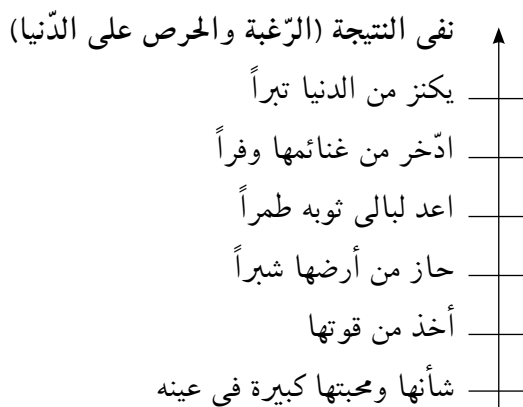 نفى النتيجة (الرّغبة والحرص على الدّنيا)
يكنز من الدنيا تبراً
ادّخر من غنائمها وفراً
اعد لبالى ثوبه طمراً
حاز من أرضها شبراً
أخذ من قوتها
شأنها ومحبتها كبيرة فى عينه